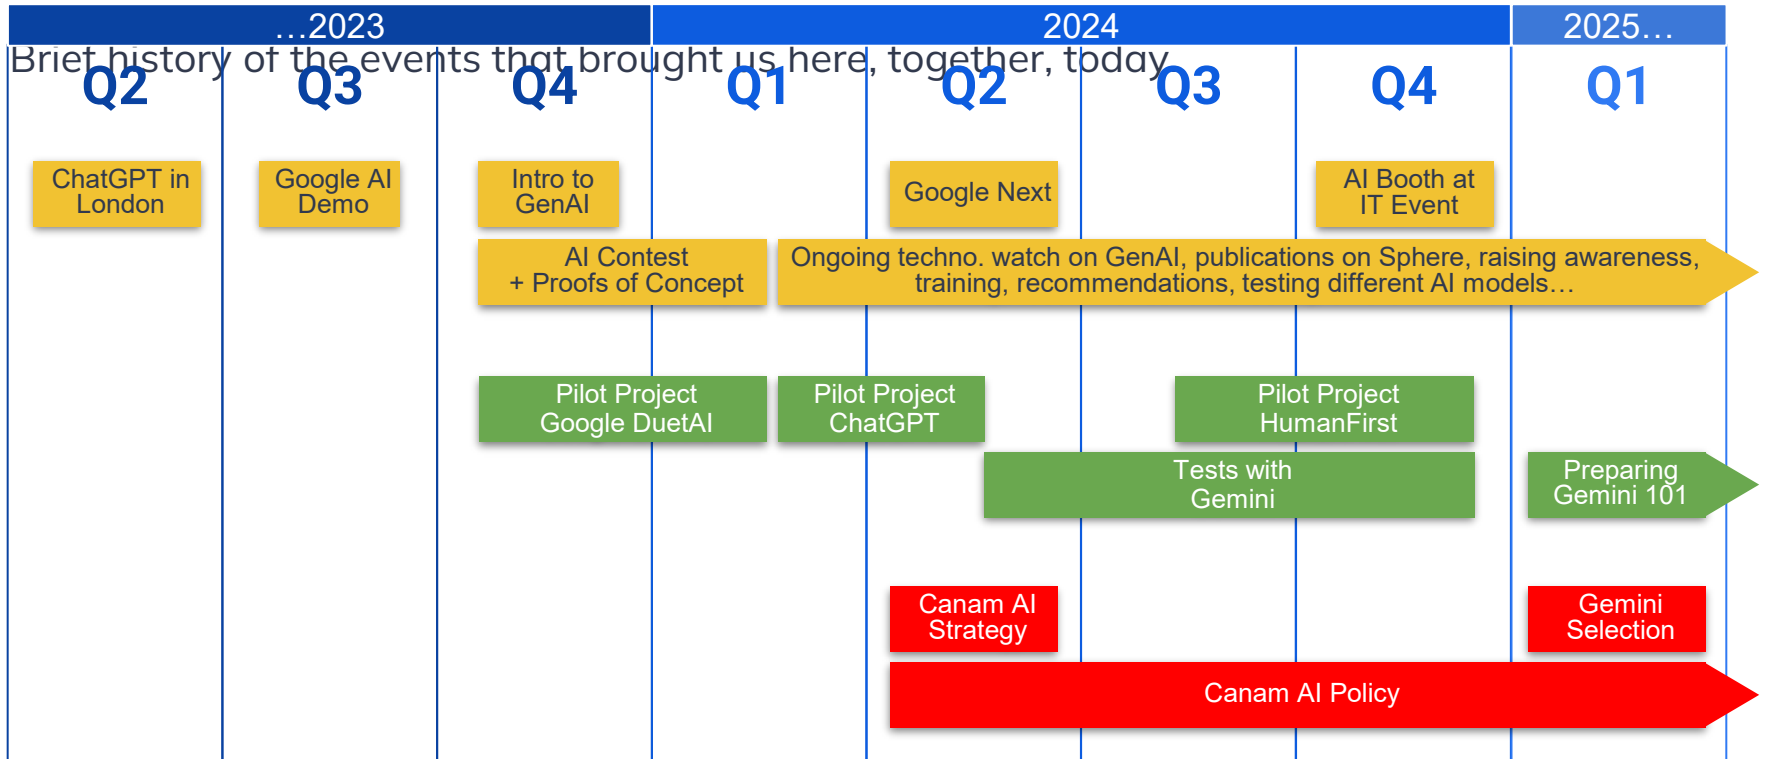 …2023
2024
2025…
Brief history of the events that brought us here, together, today
Q2
Q3
Q4
Q1
Q2
Q3
Q4
Q1
ChatGPT in
London
Google AI
Demo
Intro to
GenAI
Google Next
AI Booth at
IT Event
AI Contest
+ Proofs of Concept
Ongoing techno. watch on GenAI, publications on Sphere, raising awareness,
training, recommendations, testing different AI models…
Pilot Project
Google DuetAI
Pilot Project
ChatGPT
Pilot Project
HumanFirst
Tests with
Gemini
Preparing
Gemini 101
Canam AI
Strategy
Gemini
Selection
Canam AI Policy